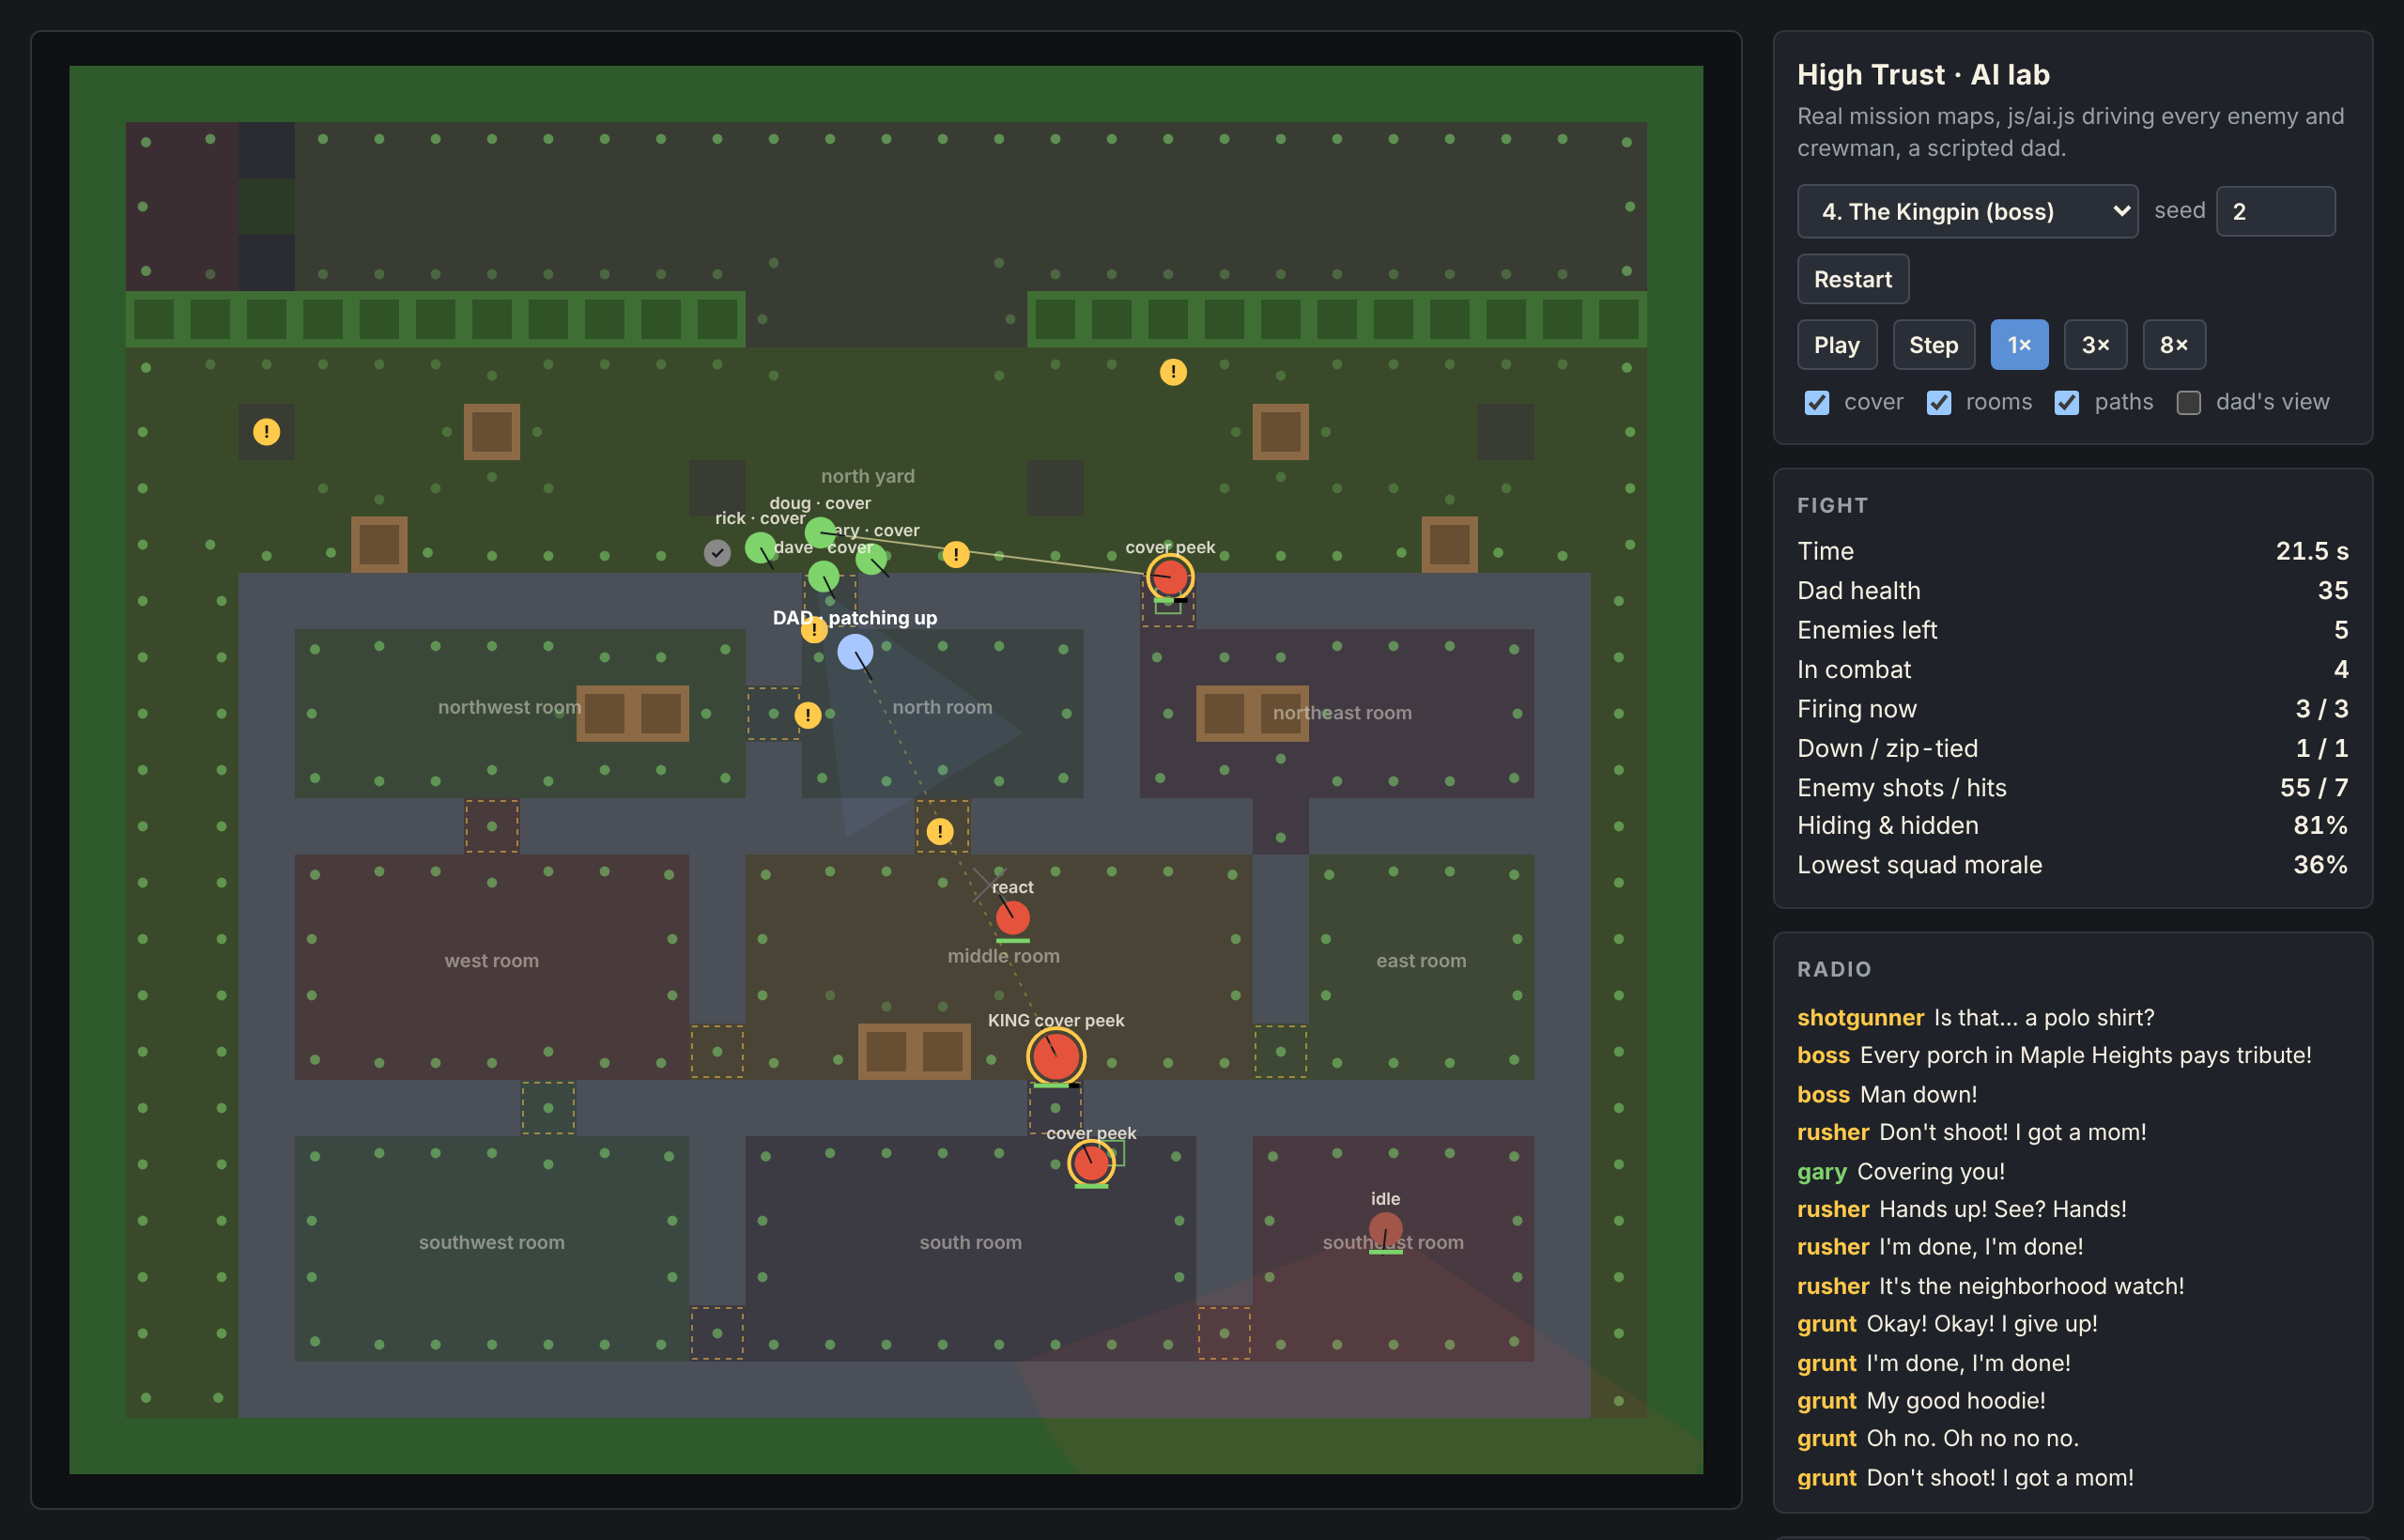 High Trust · AI lab
Real mission maps, js/ai.js driving every enemy and
crewman, a scripted dad.
4. The Kingpin (boss)
seed
2
Restart
Play
Step
1×
3×
8×
cover
rooms
paths
dad's view
FIGHT
Time 21.5 s
Dad health 35
Enemies left 5
In combat 4
Firing now 3 / 3
Down / zip-tied 1 / 1
Enemy shots / hits 55 / 7
Hiding & hidden 81%
Lowest squad morale 36%
RADIO
shotgunner Is that... a polo shirt?
boss Every porch in Maple Heights pays tribute!
boss Man down!
rusher Don't shoot! I got a mom!
gary Covering you!
rusher Hands up! See? Hands!
rusher I'm done, I'm done!
rusher It's the neighborhood watch!
grunt Okay! Okay! I give up!
grunt I'm done, I'm done!
grunt My good hoodie!
grunt Oh no. Oh no no no.
grunt Don't shoot! I got a mom!
!
!
north yard
doug · cover
rick · cover
ary · cover
dave cover
!
cover peek
DAD · patching up
!
northwest room
!
north room
northeast room
!
react
west room
middle room
east room
KING cover peek
cover peek
idle
southwest room
south room
southeast room